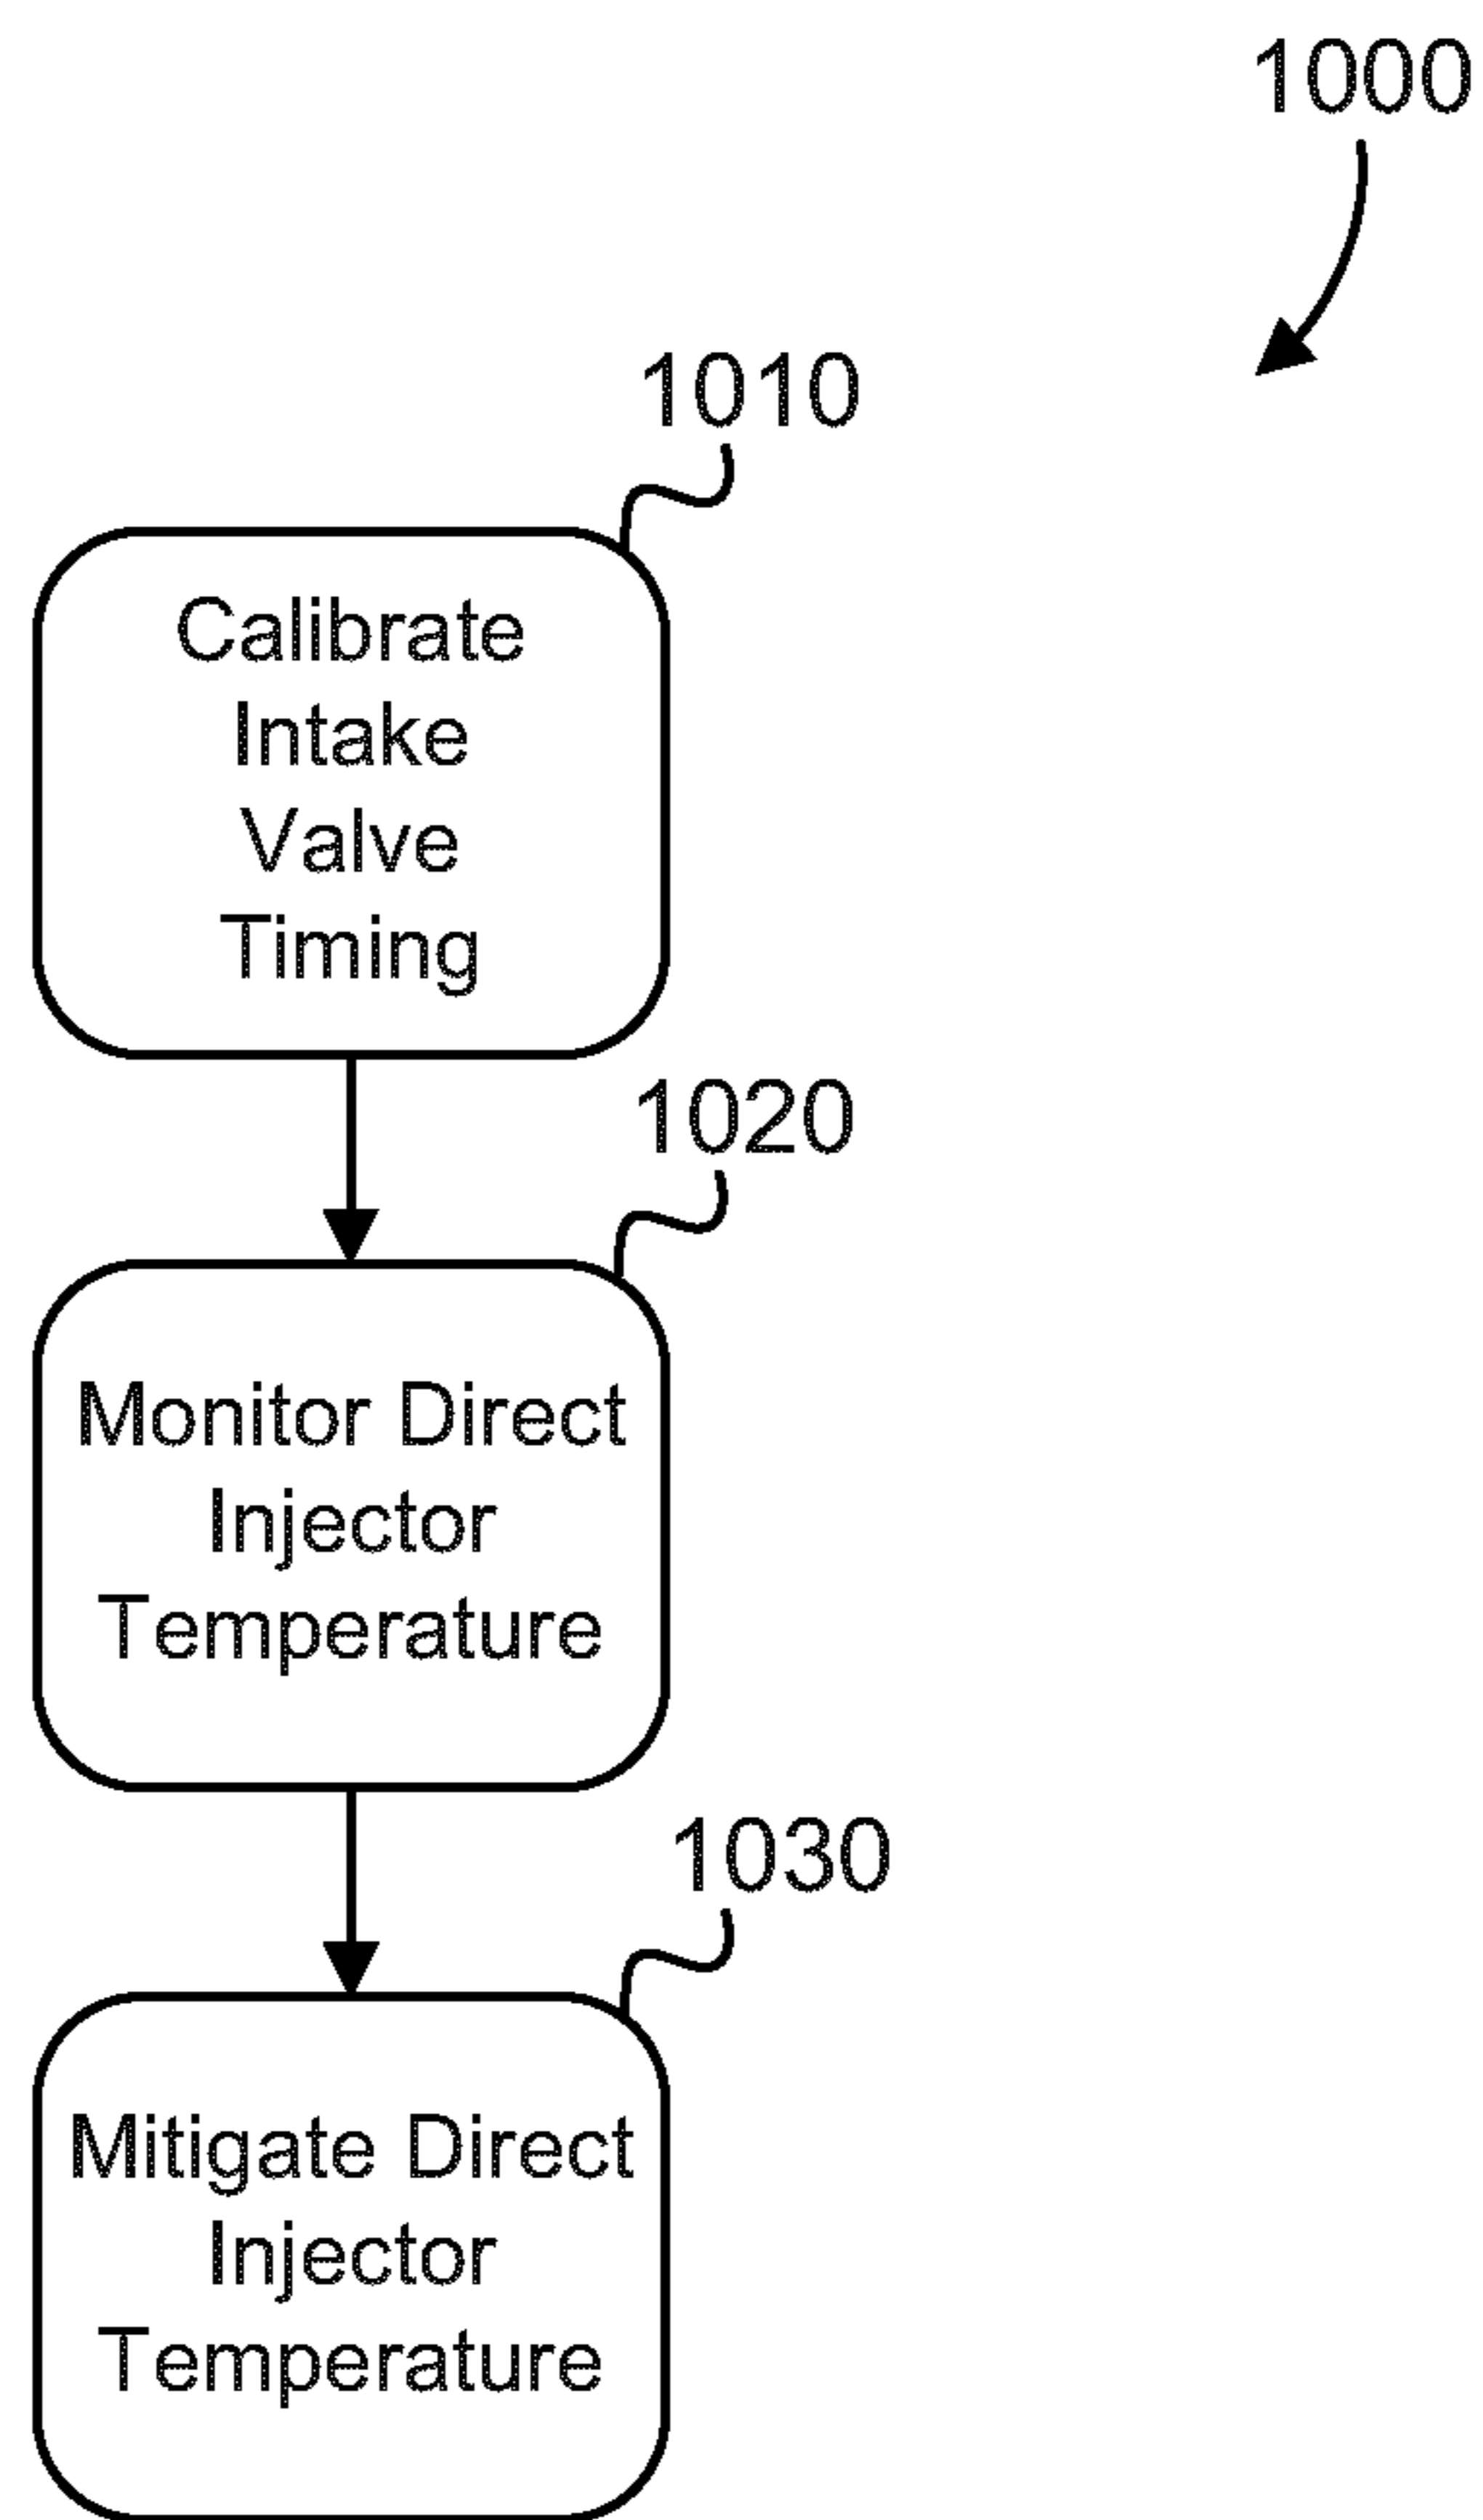 1000
1010
Calibrate
Intake
Valve
Timing
1020
Monitor Direct
Injector
Temperature
1030
Mitigate Direct
Injector
Temperature